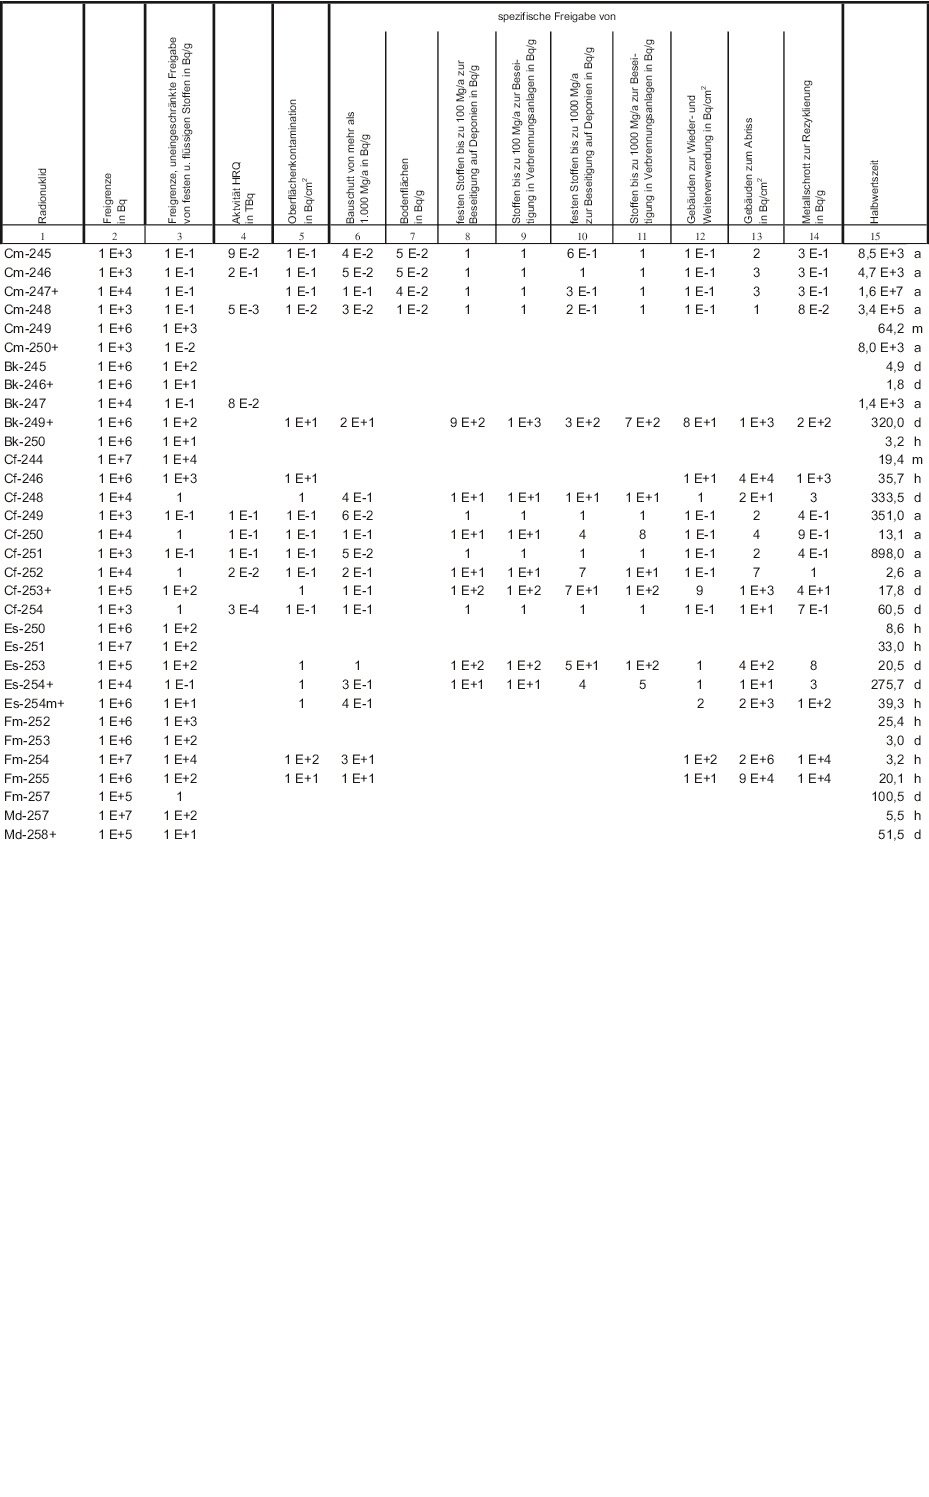 spezifische Freigabe von
Radionuklid
Freigrenze
in Bq
Freigrenze, uneingeschränkte Freigabe
von festen u. flüssigen Stoffen in Bq/g
Aktvität HRQ
in TBq
Oberflächenkontamination
in Bq/cm²
Bauschutt von mehr als
1.000 Mg/a in Bq/g
Bodenflächen
in Bq/g
festen Stoffen bis zu 100 Mg/a zur
Beseitigung auf Deponien in Bq/g
Stoffen bis zu 100 Mg/a zur Besei-
tigung in Verbrennungsanlagen in Bq/g
festen Stoffen bis zu 1000 Mg/a
zur Beseitigung auf Deponien in Bq/g
Stoffen bis zu 1000 Mg/a zur Besei-
tigung in Verbrennungsanlagen in Bq/g
Gebäuden zur Wieder- und
Weiterverwendung in Bq/cm²
Gebäuden zum Abriss
in Bq/cm²
Metallschrott zur Rezyklierung
in Bq/g
Halbwertszeit
1 2 3 4 5 6 7 8 9 10 11 12 13 14 15
Cm-245 1 E+3 1 E-1 9 E-2 1 E-1 4 E-2 5 E-2 1 1 6 E-1 1 1 E-1 2 3 E-1 8,5 E+3 a
Cm-246 1 E+3 1 E-1 2 E-1 1 E-1 5 E-2 5 E-2 1 1 1 1 1 E-1 3 3 E-1 4,7 E+3 a
Cm-247+ 1 E+4 1 E-1 1 E-1 1 E-1 4 E-2 1 1 3 E-1 1 1 E-1 3 3 E-1 1,6 E+7 a
Cm-248 1 E+3 1 E-1 5 E-3 1 E-2 3 E-2 1 E-2 1 1 2 E-1 1 1 E-1 1 8 E-2 3,4 E+5 a
Cm-249 1 E+6 1 E+3 64,2 m
Cm-250+ 1 E+3 1 E-2 8,0 E+3 a
Bk-245 1 E+6 1 E+2 4,9 d
Bk-246+ 1 E+6 1 E+1 1,8 d
Bk-247 1 E+4 1 E-1 8 E-2 1,4 E+3 a
Bk-249+ 1 E+6 1 E+2 1 E+1 2 E+1 9 E+2 1 E+3 3 E+2 7 E+2 8 E+1 1 E+3 2 E+2 320,0 d
Bk-250 1 E+6 1 E+1 3,2 h
Cf-244 1 E+7 1 E+4 19,4 m
Cf-246 1 E+6 1 E+3 1 E+1 1 E+1 4 E+4 1 E+3 35,7 h
Cf-248 1 E+4 1 1 4 E-1 1 E+1 1 E+1 1 E+1 1 E+1 1 2 E+1 3 333,5 d
Cf-249 1 E+3 1 E-1 1 E-1 1 E-1 6 E-2 1 1 1 1 1 E-1 2 4 E-1 351,0 a
Cf-250 1 E+4 1 1 E-1 1 E-1 1 E-1 1 E+1 1 E+1 4 8 1 E-1 4 9 E-1 13,1 a
Cf-251 1 E+3 1 E-1 1 E-1 1 E-1 5 E-2 1 1 1 1 1 E-1 2 4 E-1 898,0 a
Cf-252 1 E+4 1 2 E-2 1 E-1 2 E-1 1 E+1 1 E+1 7 1 E+1 1 E-1 7 1 2,6 a
Cf-253+ 1 E+5 1 E+2 1 1 E-1 1 E+2 1 E+2 7 E+1 1 E+2 9 1 E+3 4 E+1 17,8 d
Cf-254 1 E+3 1 3 E-4 1 E-1 1 E-1 1 1 1 1 1 E-1 1 E+1 7 E-1 60,5 d
Es-250 1 E+6 1 E+2 8,6 h
Es-251 1 E+7 1 E+2 33,0 h
Es-253 1 E+5 1 E+2 1 1 1 E+2 1 E+2 5 E+1 1 E+2 1 4 E+2 8 20,5 d
Es-254+ 1 E+4 1 E-1 1 3 E-1 1 E+1 1 E+1 4 5 1 1 E+1 3 275,7 d
Es-254m+ 1 E+6 1 E+1 1 4 E-1 2 2 E+3 1 E+2 39,3 h
Fm-252 1 E+6 1 E+3 25,4 h
Fm-253 1 E+6 1 E+2 3,0 d
Fm-254 1 E+7 1 E+4 1 E+2 3 E+1 1 E+2 2 E+6 1 E+4 3,2 h
Fm-255 1 E+6 1 E+2 1 E+1 1 E+1 1 E+1 9 E+4 1 E+4 20,1 h
Fm-257 1 E+5 1 100,5 d
Md-257 1 E+7 1 E+2 5,5 h
Md-258+ 1 E+5 1 E+1 51,5 d